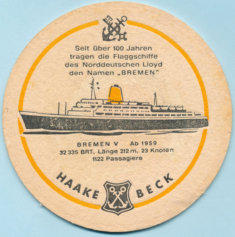 Seit über 100 Jahren
tragen die Flaggschiffe
des Norddeutschen Lloyd
den Namen „BREMEN”
BREMEN V Ab 1959
32 335 BRT, Länge 212 m, 23 Knoten
1122 Passagiere
HAAKE BECK